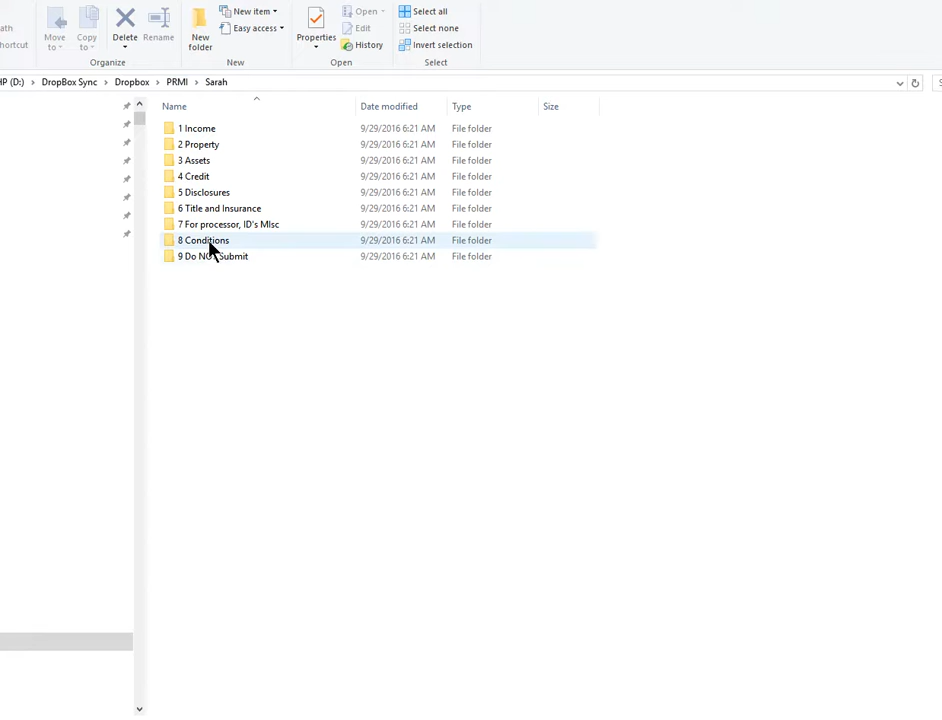 ath
hortcut
Move to
Copy to
Delete
Rename
New folder
New item
Easy access
Properties
Open
Edit
History
Select all
Select none
Invert selection
Organize New Open Select
HP (D:) > DropBox Sync > Dropbox > PRMI > Sarah
Name Date modified Type Size
1 Income 9/29/2016 6:21 AM File folder
2 Property 9/29/2016 6:21 AM File folder
3 Assets 9/29/2016 6:21 AM File folder
4 Credit 9/29/2016 6:21 AM File folder
5 Disclosures 9/29/2016 6:21 AM File folder
6 Title and Insurance 9/29/2016 6:21 AM File folder
7 For processor, ID's MIsc 9/29/2016 6:21 AM File folder
8 Conditions 9/29/2016 6:21 AM File folder
9 Do NOT Submit 9/29/2016 6:21 AM File folder